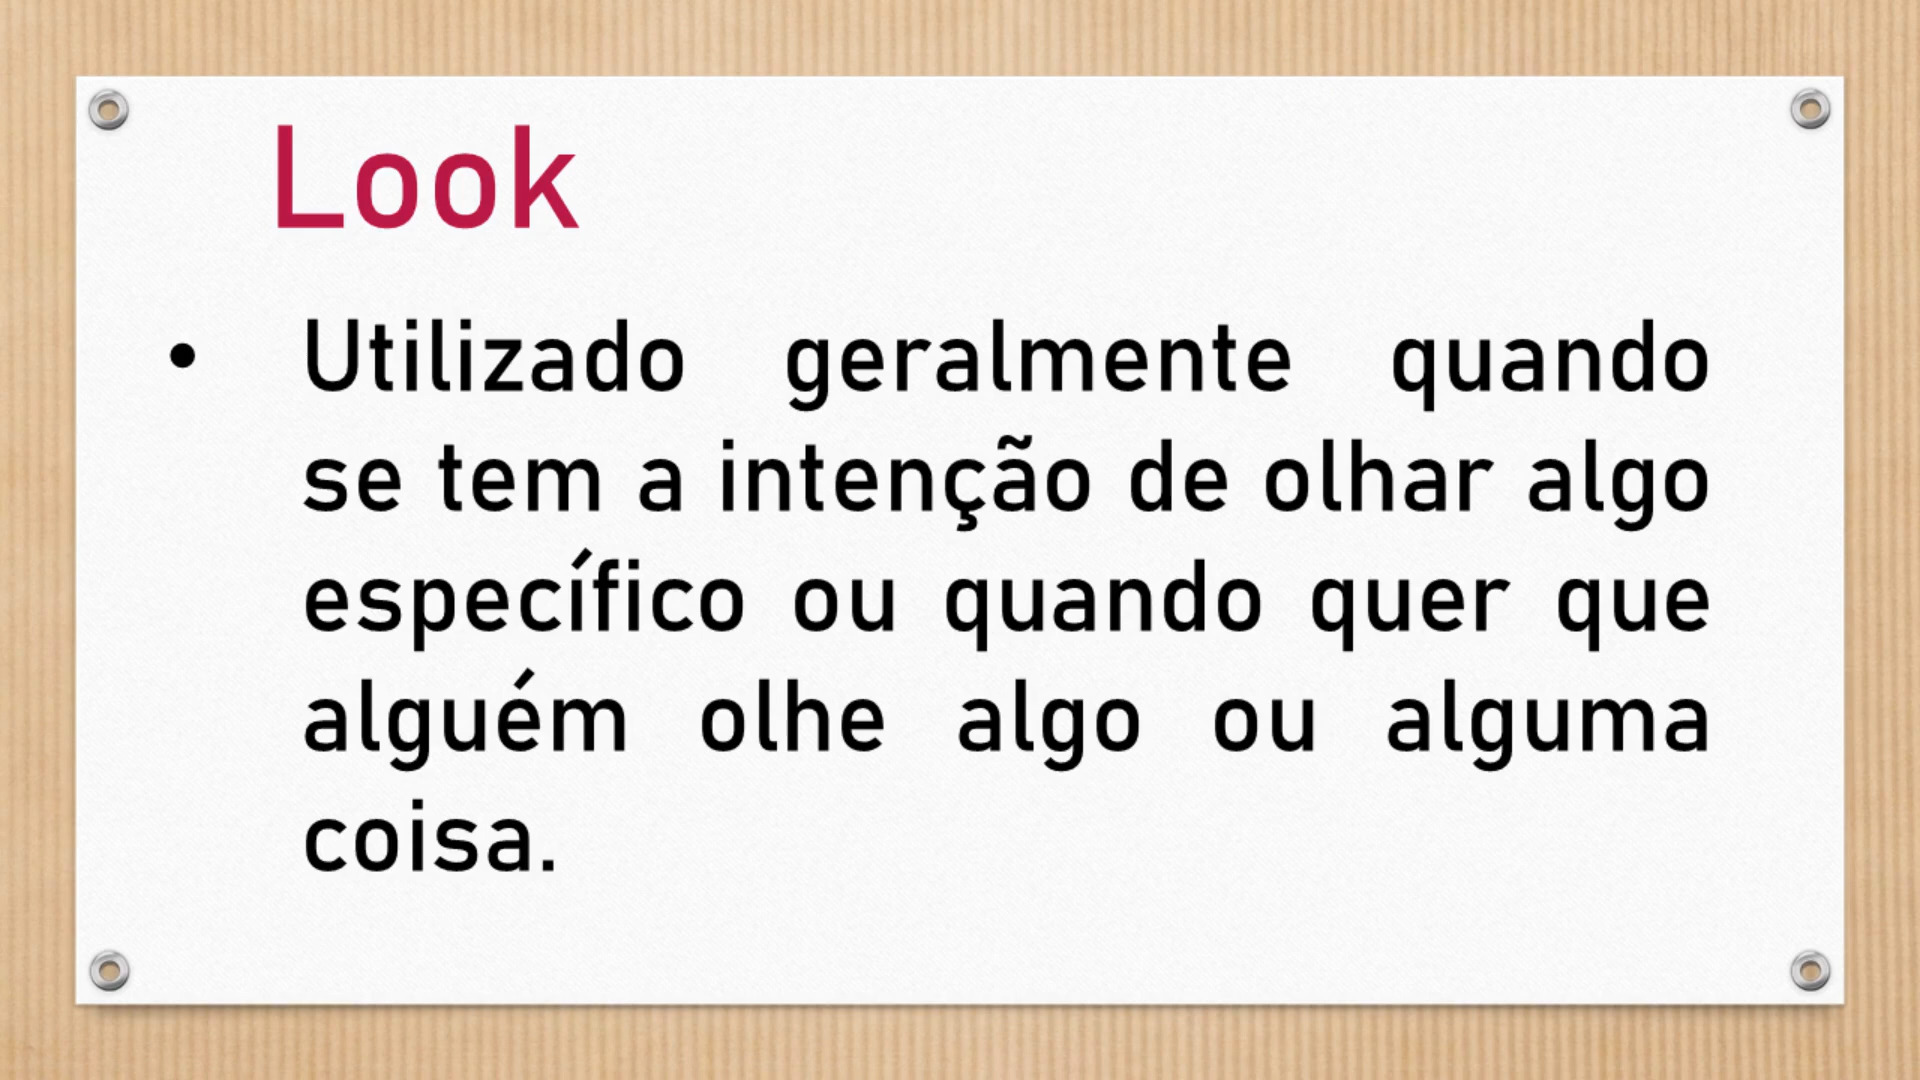 Look
• Utilizado geralmente quando
se tem a intenção de olhar algo
específico ou quando quer que
alguém olhe algo ou alguma
coisa.